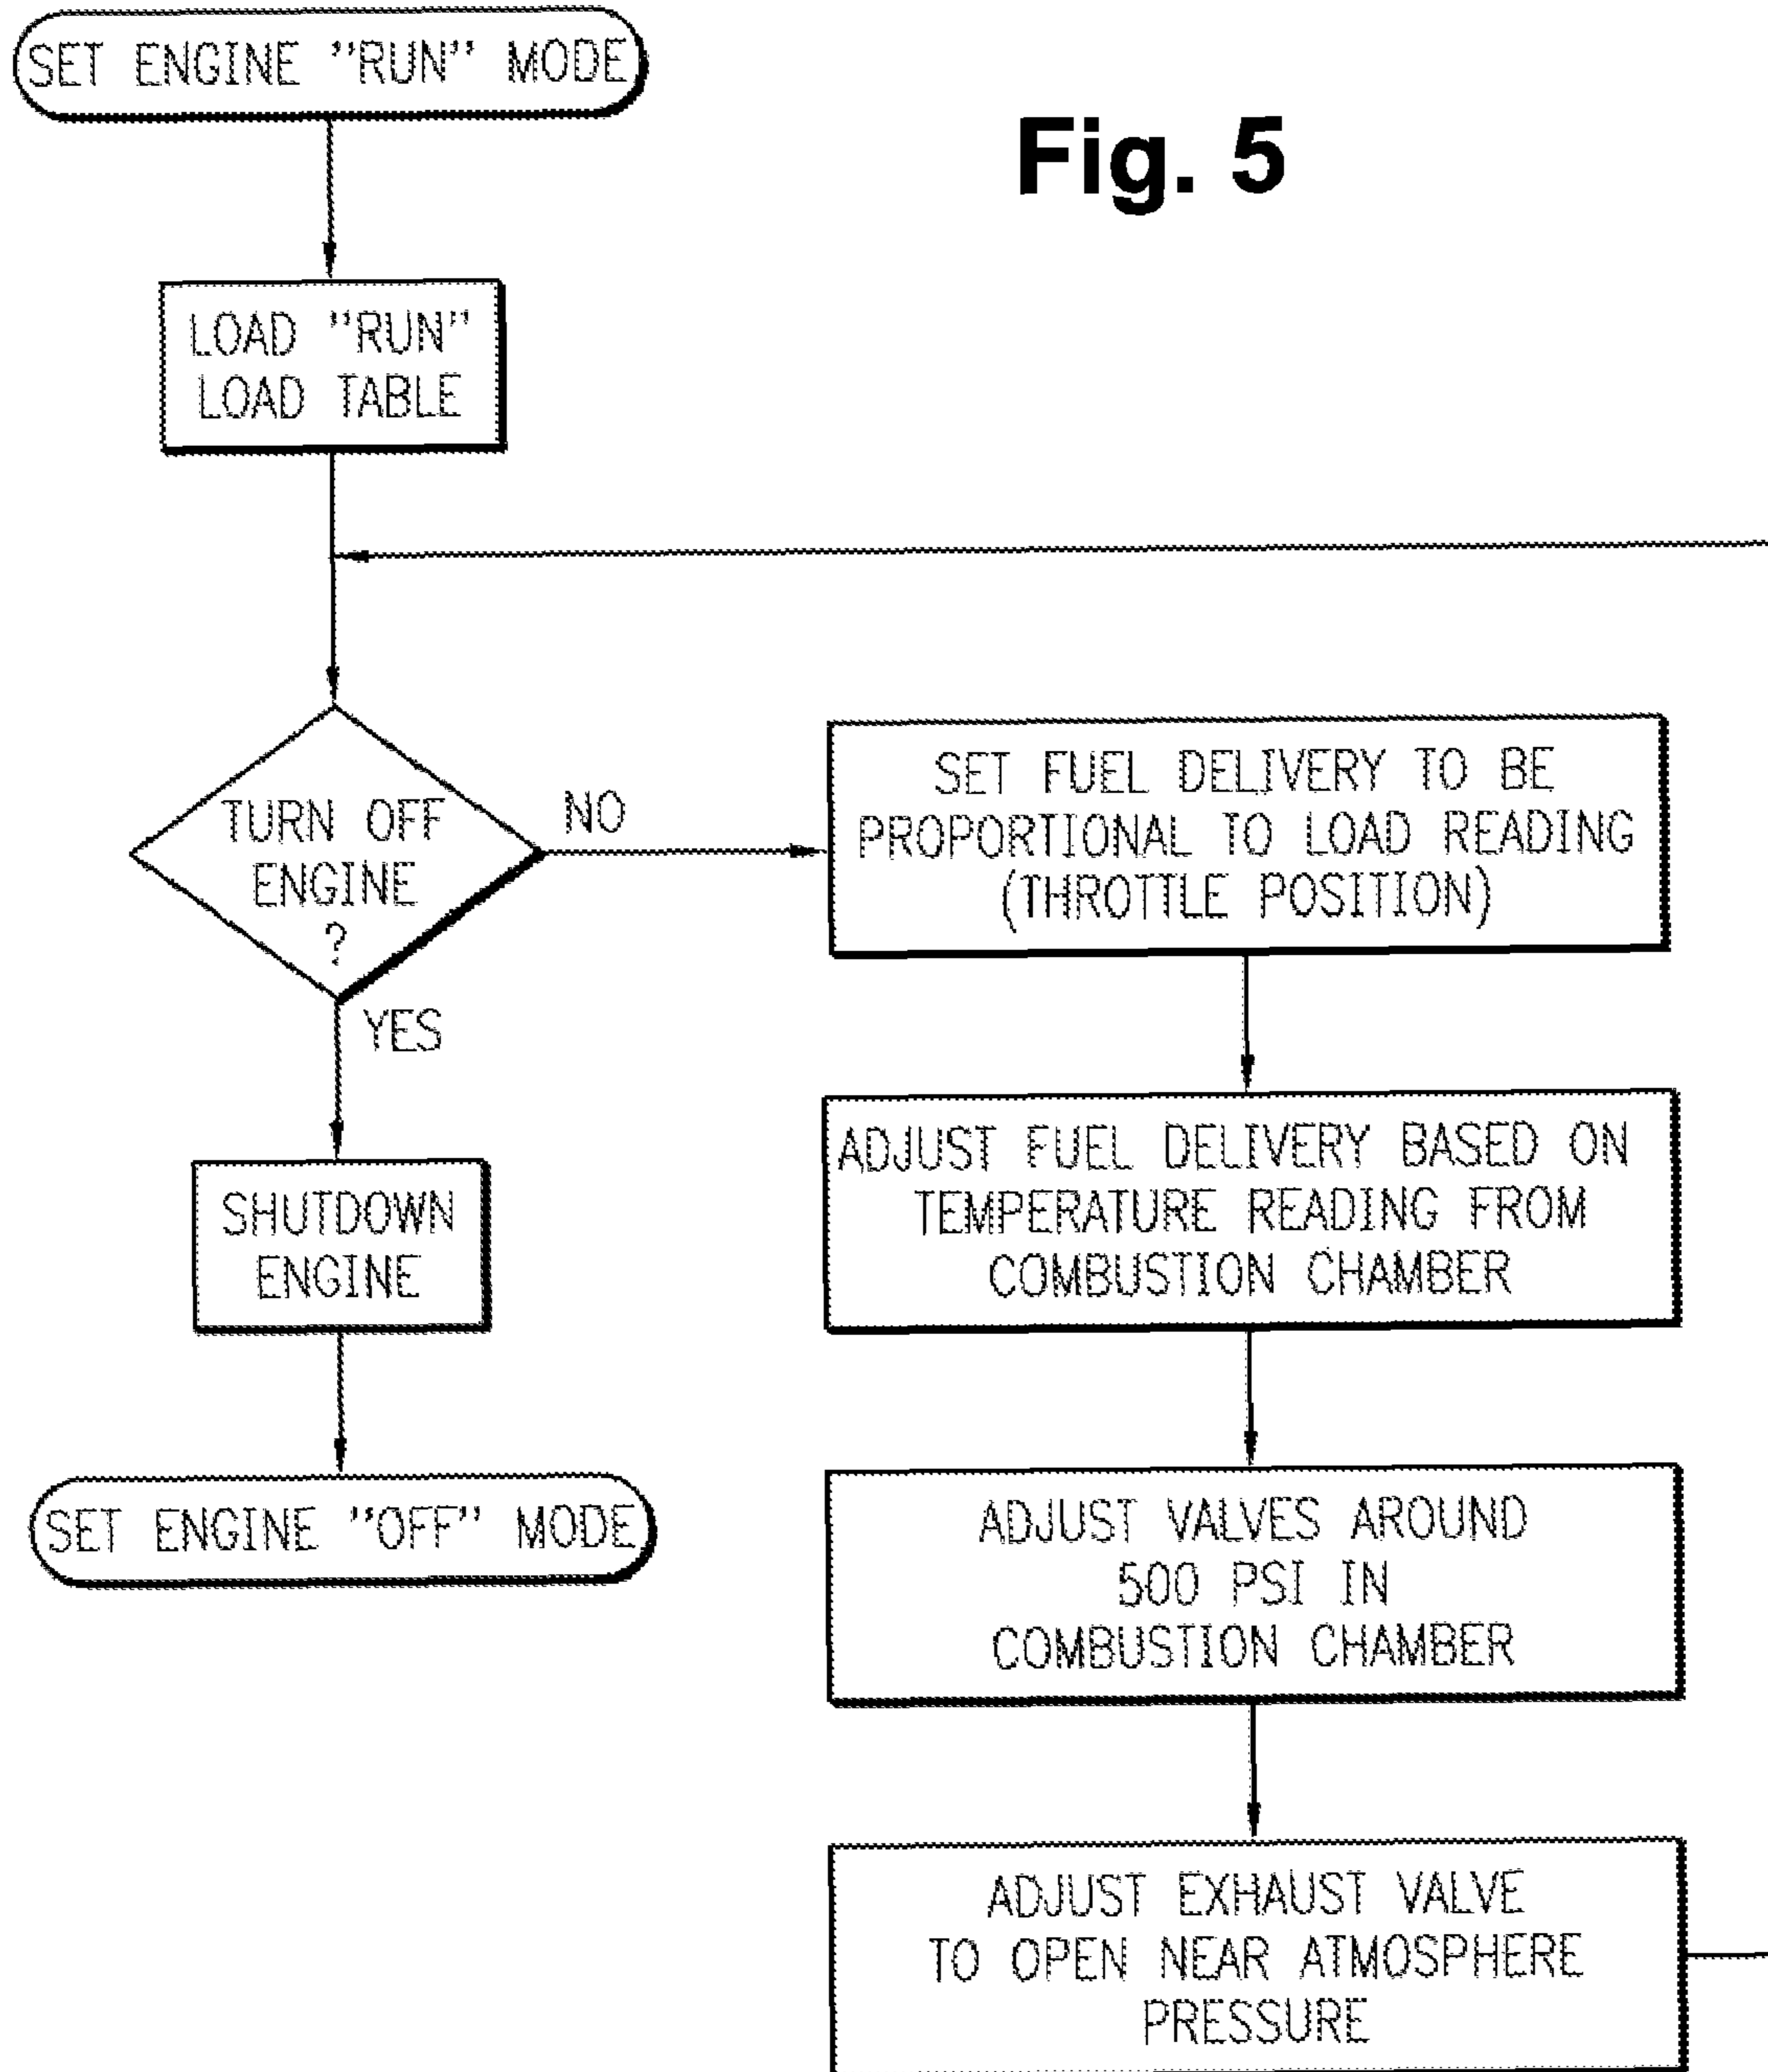 SET ENGINE "RUN" MODE
Fig. 5
LOAD "RUN"
LOAD TABLE
TURN OFF
ENGINE
?
NO
YES
SHUTDOWN
ENGINE
SET ENGINE "OFF" MODE
SET FUEL DELIVERY TO BE
PROPORTIONAL TO LOAD READING
(THROTTLE POSITION)
ADJUST FUEL DELIVERY BASED ON
TEMPERATURE READING FROM
COMBUSTION CHAMBER
ADJUST VALVES AROUND
500 PSI IN
COMBUSTION CHAMBER
ADJUST EXHAUST VALVE
TO OPEN NEAR ATMOSPHERE
PRESSURE